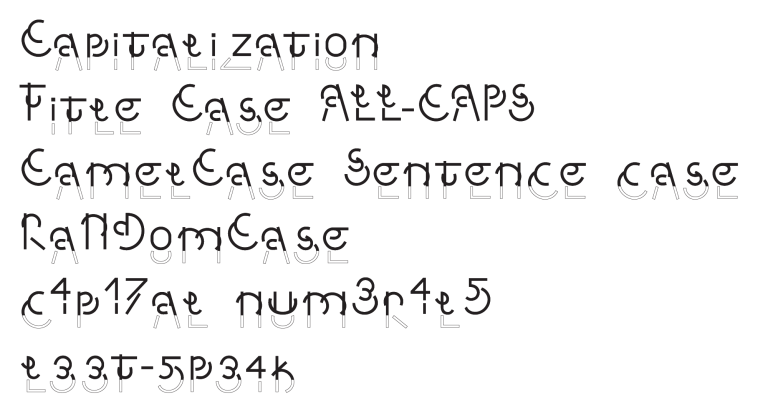 Capitalization
Title Case ALL-CAPS
CamelCase Sentence case
RaNDomCase
c4p17al num3r4l5
l33t-5p34k